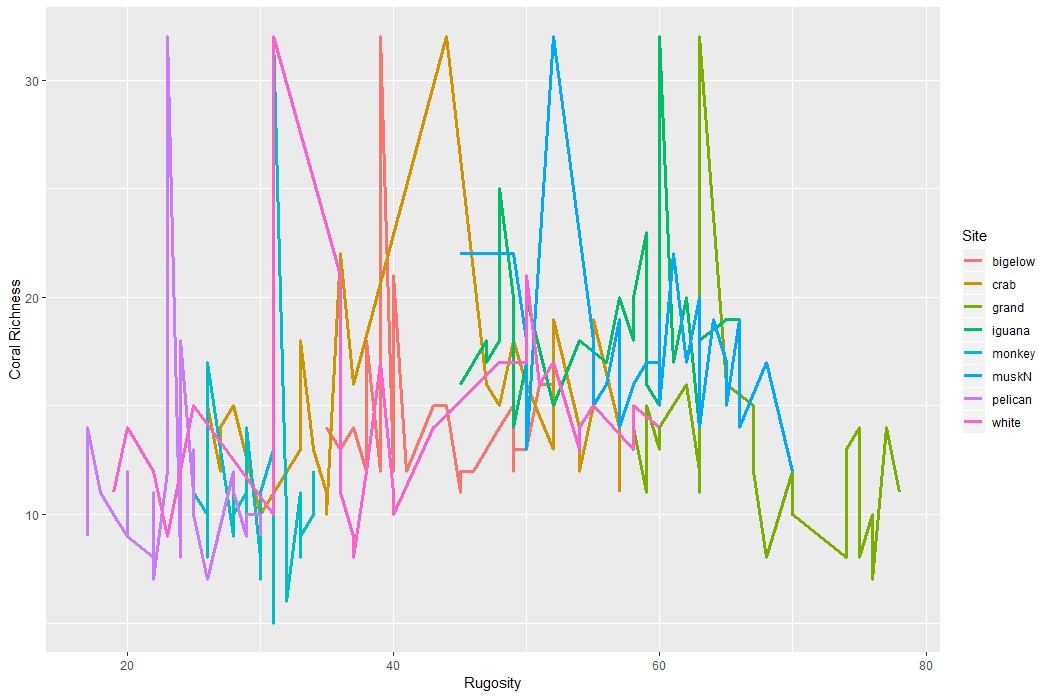 Coral Richness
30
20
10
20
40
60
80
Rugosity
Site
bigelow
crab
grand
iguana
monkey
muskN
pelican
white